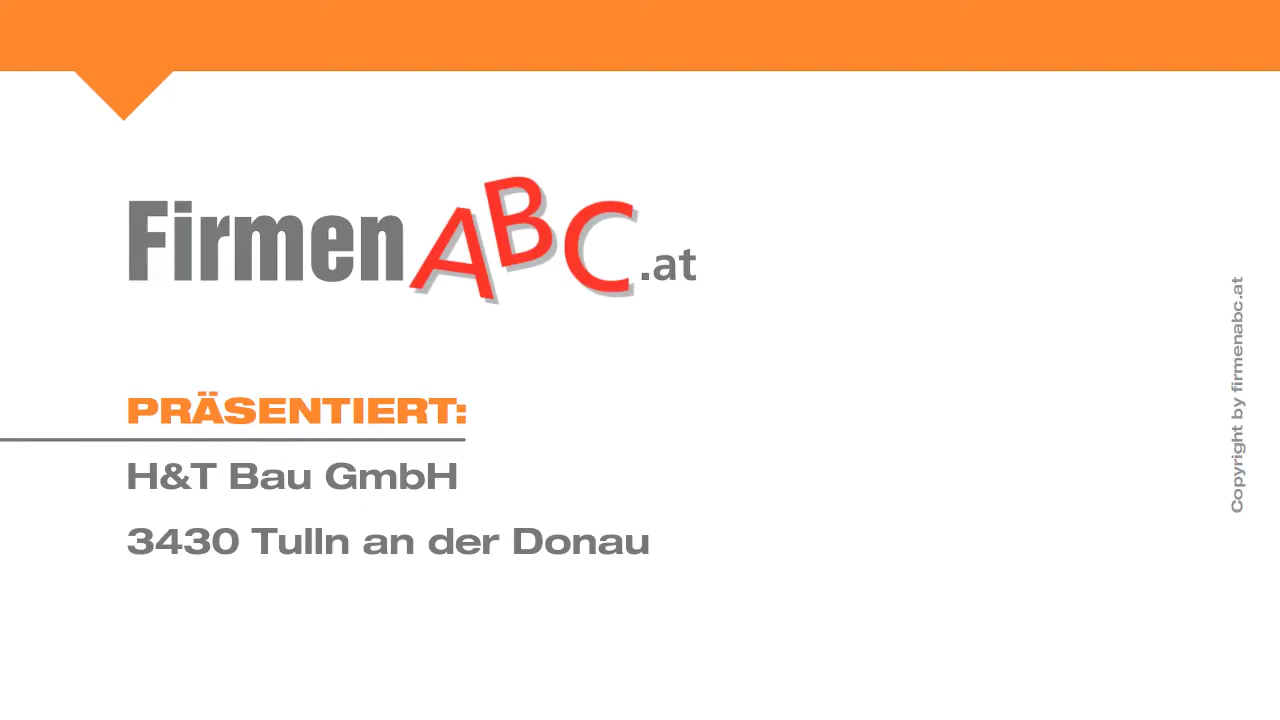 FirmenABC.at
PRÄSENTIERT:
H&T Bau GmbH
3430 Tulln an der Donau
Copyright by firmenabc.at